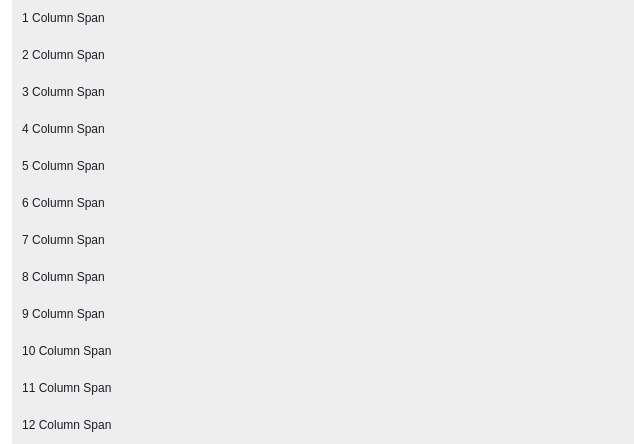 1 Column Span
2 Column Span
3 Column Span
4 Column Span
5 Column Span
6 Column Span
7 Column Span
8 Column Span
9 Column Span
10 Column Span
11 Column Span
12 Column Span